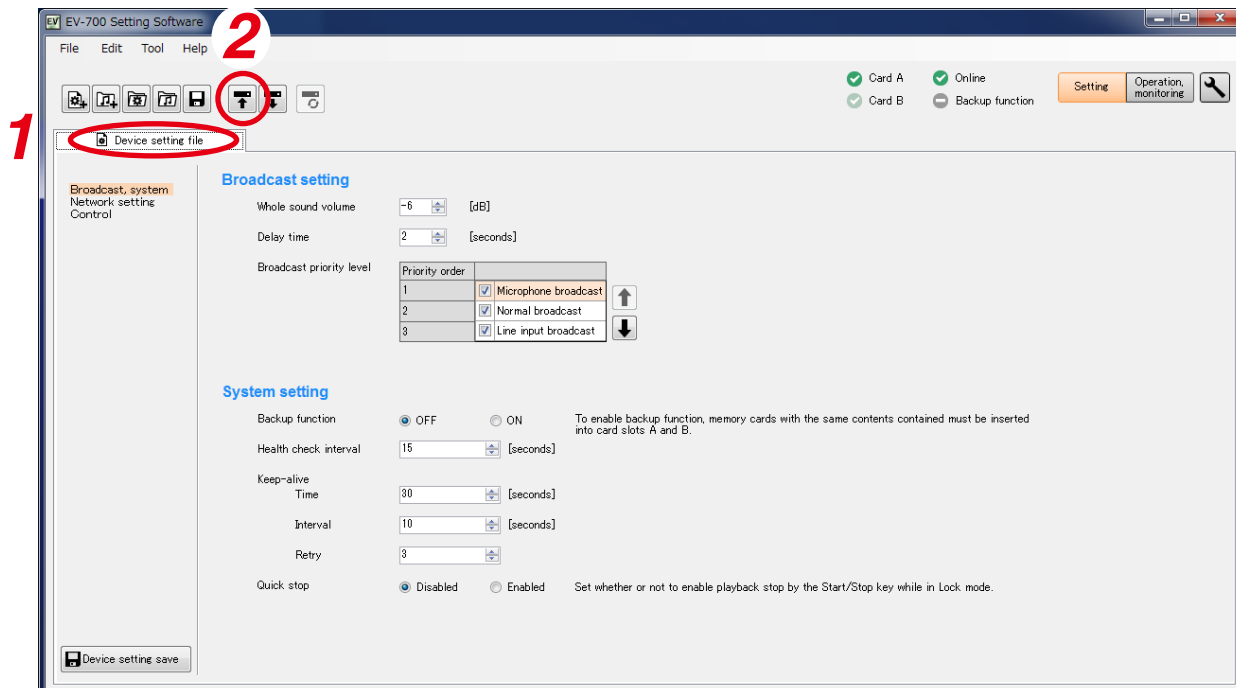 EV EV-700 Setting Software
2
File Edit Tool Help
Card A Online
Card B Backup function
Setting
Operation,
monitoring
1
Device setting file
Broadcast, system
Network setting
Control
Broadcast setting
Whole sound volume -6 [dB]
Delay time 2 [seconds]
Broadcast priority level
Priority order
1 Microphone broadcast
2 Normal broadcast
3 Line input broadcast
System setting
Backup function OFF ON To enable backup function, memory cards with the same contents contained must be inserted
into card slots A and B.
Health check interval 15 [seconds]
Keep-alive
Time 30 [seconds]
Interval 10 [seconds]
Retry 3
Quick stop Disabled Enabled Set whether or not to enable playback stop by the Start/Stop key while in Lock mode.
Device setting save